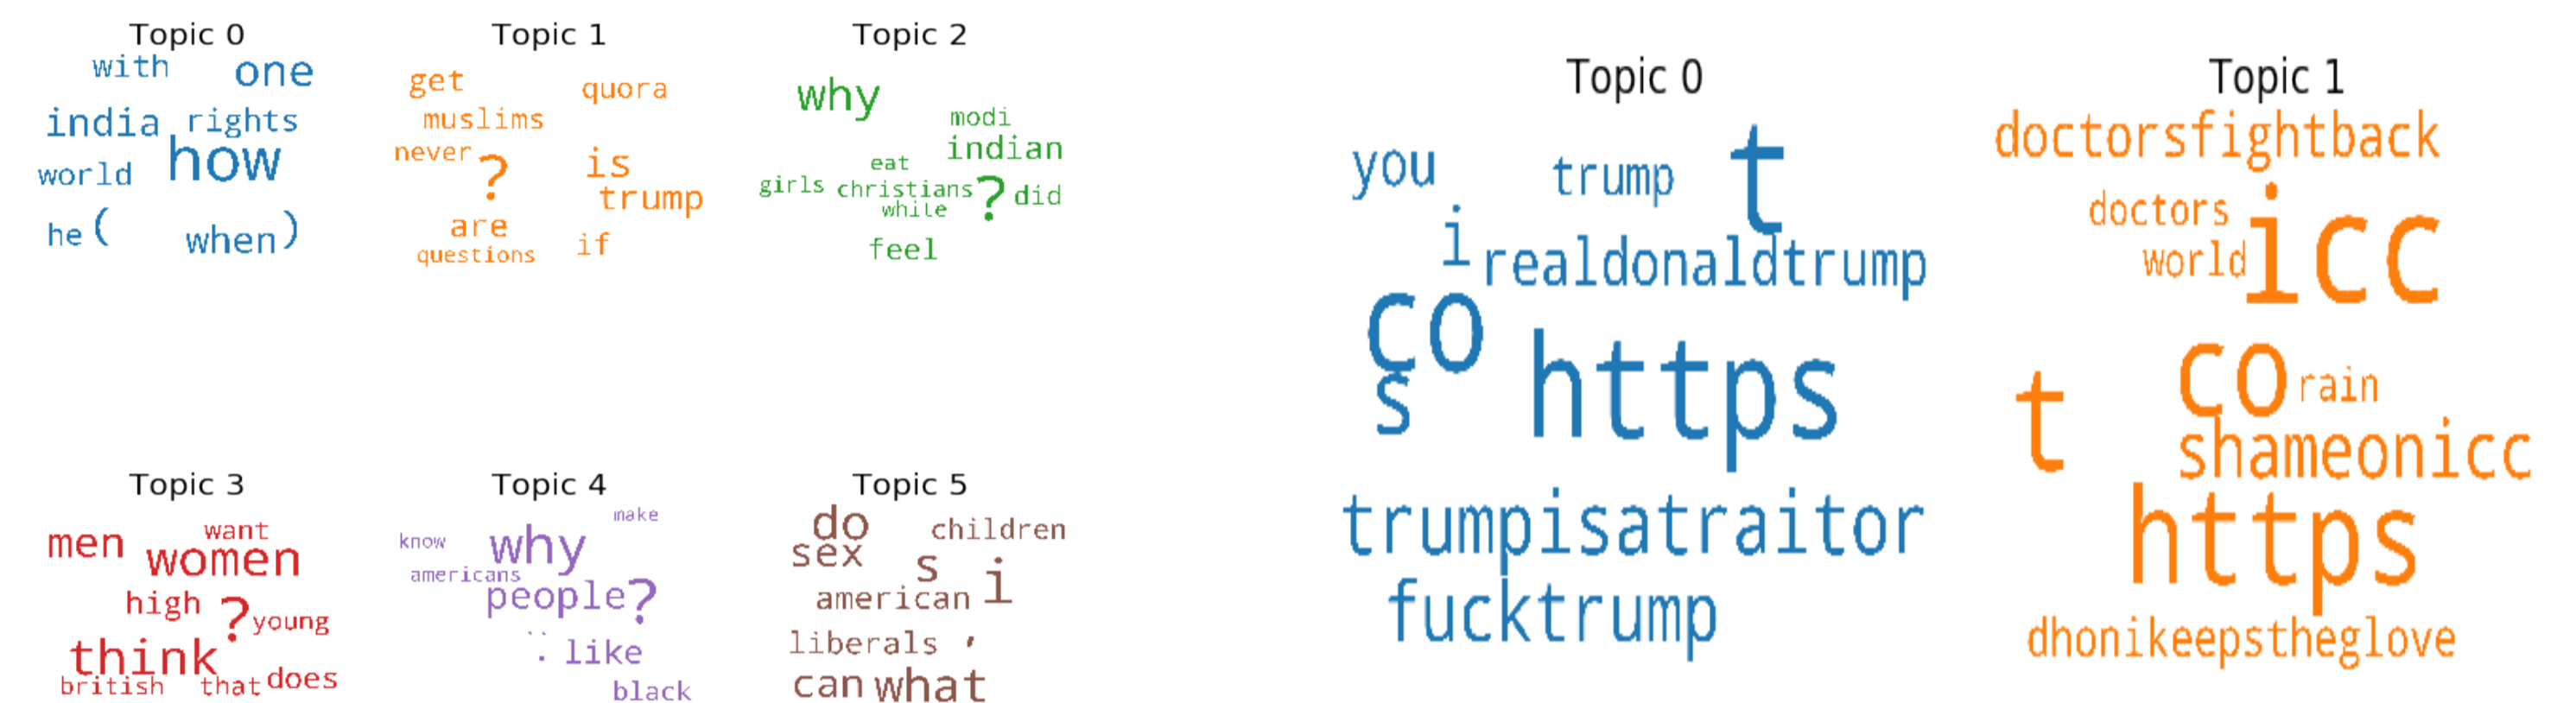 Topic 0
with one
india rights
how
world
he ( when )
Topic 1
get quora
muslims
never ? is
trump
are
if
questions
Topic 2
why
modi
indian
eat
girls christians ? did
white
feel
Topic 3
want
men women
high ? young
think
british that does
Topic 4
make
know why
americans
people ?
.. . like
black
Topic 5
do children
sex s i
american
liberals ,
can what
Topic 0
you trump t
i realdonaldtrump
co
s https
trumpisatraitor
fucktrump
Topic 1
doctorsfightback
doctors icc
world
t co rain
shameonicc
https
dhonikeepstheglove